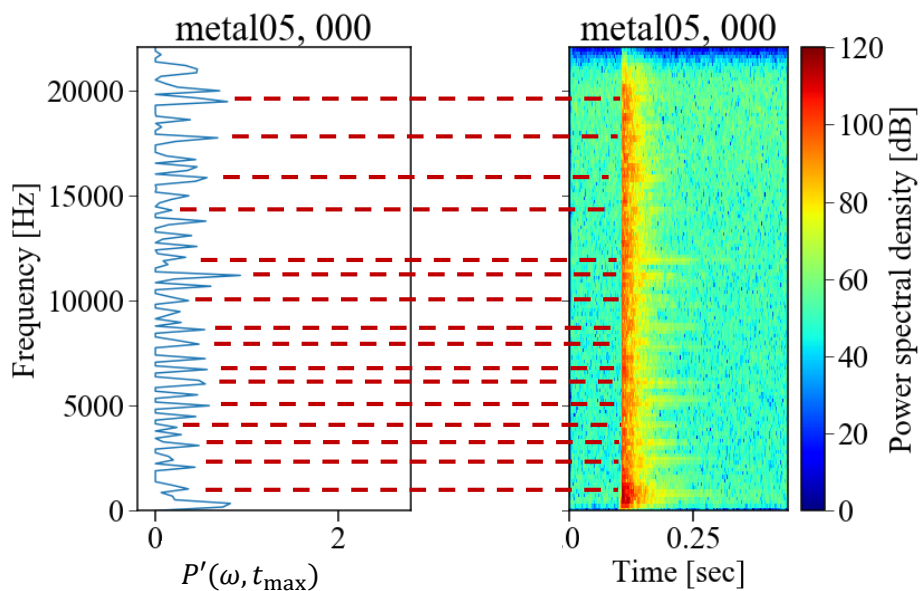 metal05, 000
metal05, 000
Frequency [Hz]
20000
15000
10000
5000
0
0
2
P′(ω, t_max)
0
0.25
Time [sec]
120
100
80
60
40
20
0
Power spectral density [dB]